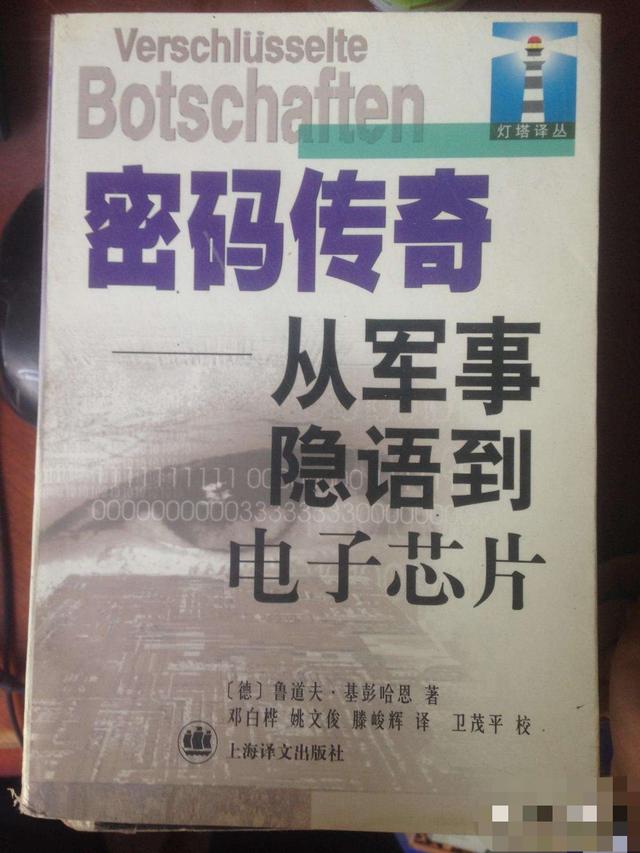 Verschlüsselte
Botschaften
灯塔译丛
密码传奇
——从军事
隐语到
电子芯片
〔德〕鲁道夫·基彭哈恩 著
邓白桦 姚文俊 滕峻辉 译 卫茂平 校
上海译文出版社